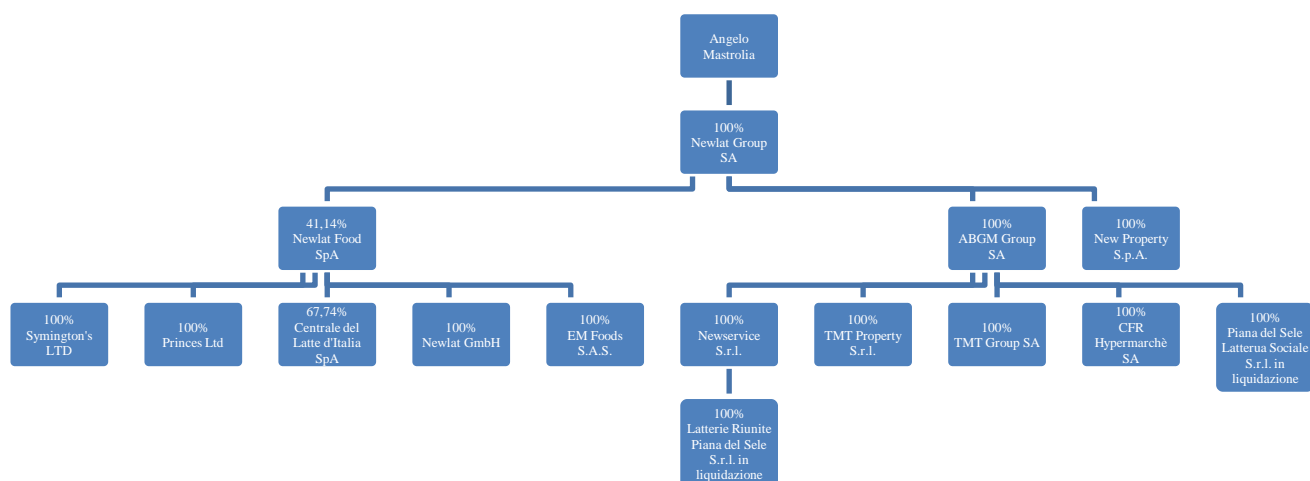 Angelo
Mastrolia
100%
Newlat Group
SA
41,14%
Newlat Food
SpA
100%
ABGM Group
SA
100%
New Property
S.p.A.
100%
Symington's
LTD
100%
Princes Ltd
67,74%
Centrale del
Latte d'Italia
SpA
100%
Newlat GmbH
100%
EM Foods
S.A.S.
100%
Newservice
S.r.l.
100%
TMT Property
S.r.l.
100%
TMT Group SA
100%
CFR
Hypermarchè
SA
100%
Piana del Sele
Latterua Sociale
S.r.l. in
liquidazione
100%
Latterie Riunite
Piana del Sele
S.r.l. in
liquidazione